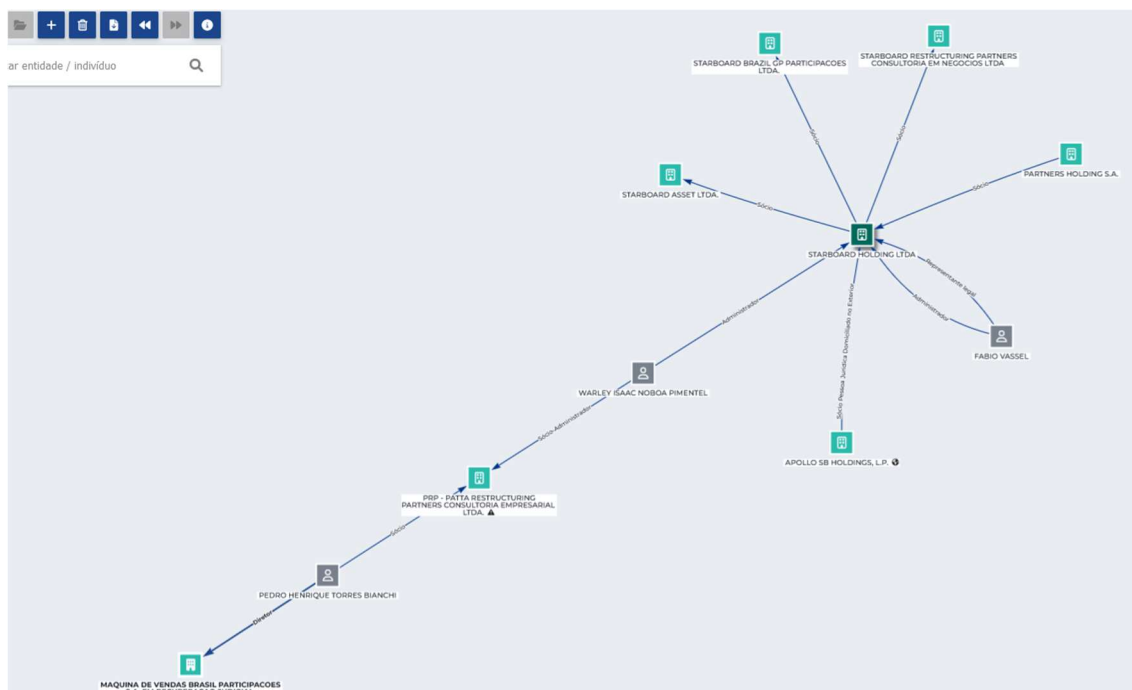 ar entidade / indivíduo
STARBOARD BRAZIL GP PARTICIPACOES
LTDA.
STARBOARD RESTRUCTURING PARTNERS
CONSULTORIA EM NEGOCIOS LTDA
Sócio
Sócio
PARTNERS HOLDING S.A.
Sócio
STARBOARD ASSET LTDA.
Sócio
STARBOARD HOLDING LTDA
Representante legal
Administrador
Administrador
Sócio Pessoa Jurídica Domiciliado no Exterior
FABIO VASSEL
WARLEY ISAAC NOBOA PIMENTEL
Sócio-Administrador
APOLLO SB HOLDINGS, L.P.
PRP - PATTA RESTRUCTURING
PARTNERS CONSULTORIA EMPRESARIAL
LTDA.
Sócio
PEDRO HENRIQUE TORRES BIANCHI
Diretor
MAQUINA DE VENDAS BRASIL PARTICIPACOES